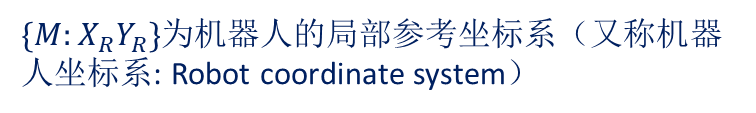 {M: X_R Y_R}为机器人的局部参考坐标系（又称机器
人坐标系: Robot coordinate system）